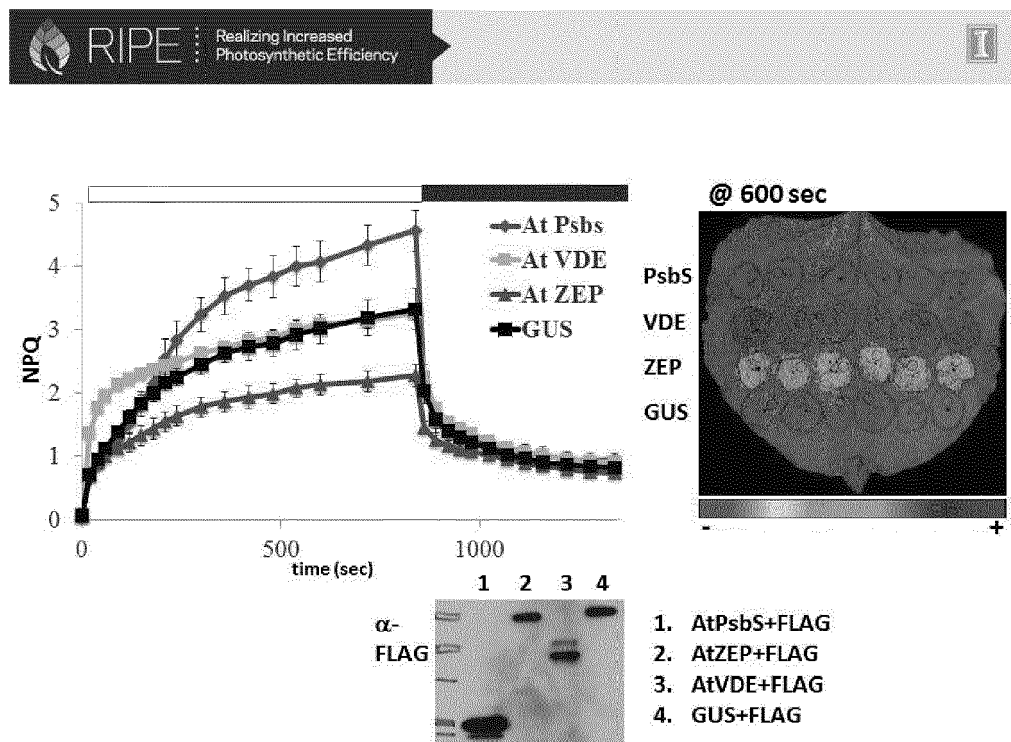 RIPE
Realizing Increased
Photosynthetic Efficiency
I
@ 600 sec
5
4
3
2
1
0
NPQ
At Psbs
At VDE
At ZEP
GUS
0
500
1000
time (sec)
PsbS
VDE
ZEP
GUS
-
+
1 2 3 4
α-
FLAG
1. AtPsbS+FLAG
2. AtZEP+FLAG
3. AtVDE+FLAG
4. GUS+FLAG